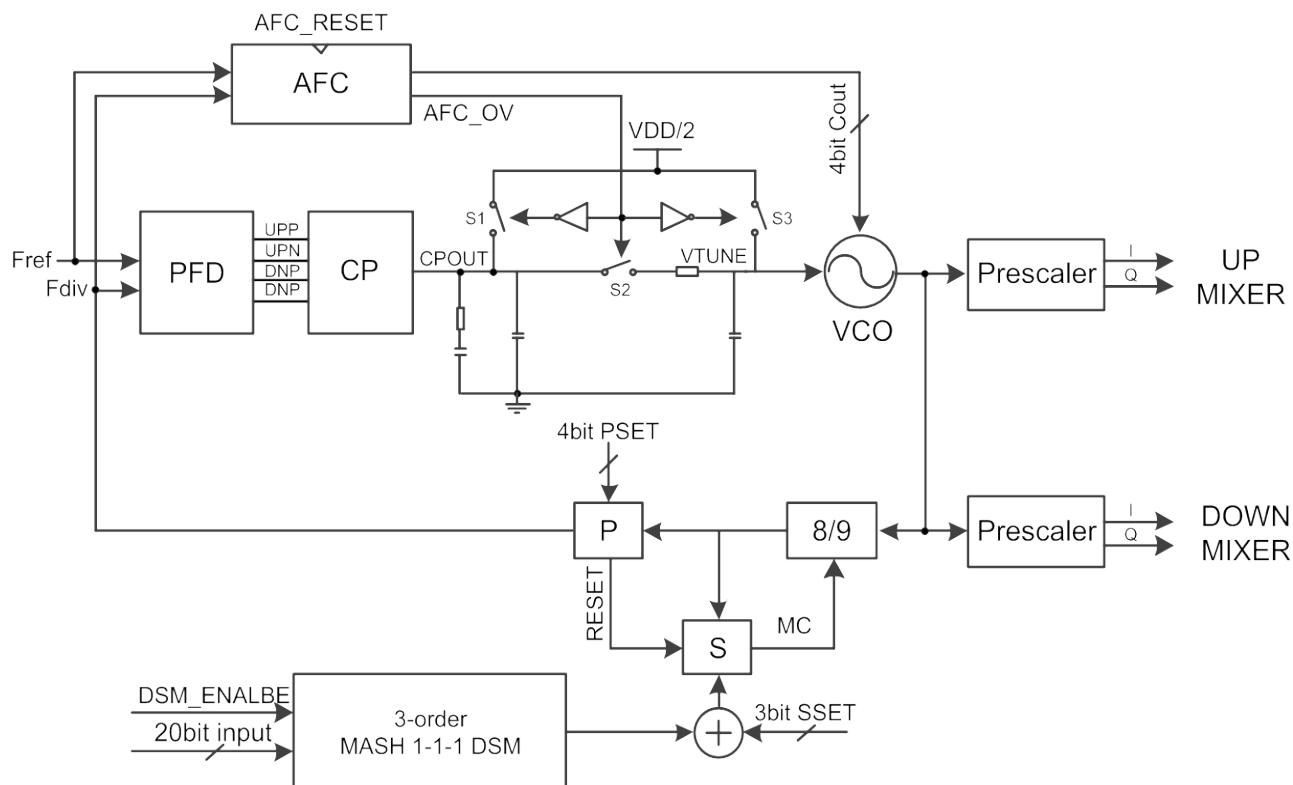 AFC_RESET
AFC
AFC_OV
VDD/2
4bit Cout
S1
S3
Fref
Fdiv
PFD
UPP
UPN
DNP
DNP
CP
CPOUT
S2
VTUNE
VCO
Prescaler
I
Q
UP
MIXER
4bit PSET
P
8/9
Prescaler
I
Q
DOWN
MIXER
RESET
S
MC
DSM_ENALBE
20bit input
3-order
MASH 1-1-1 DSM
3bit SSET